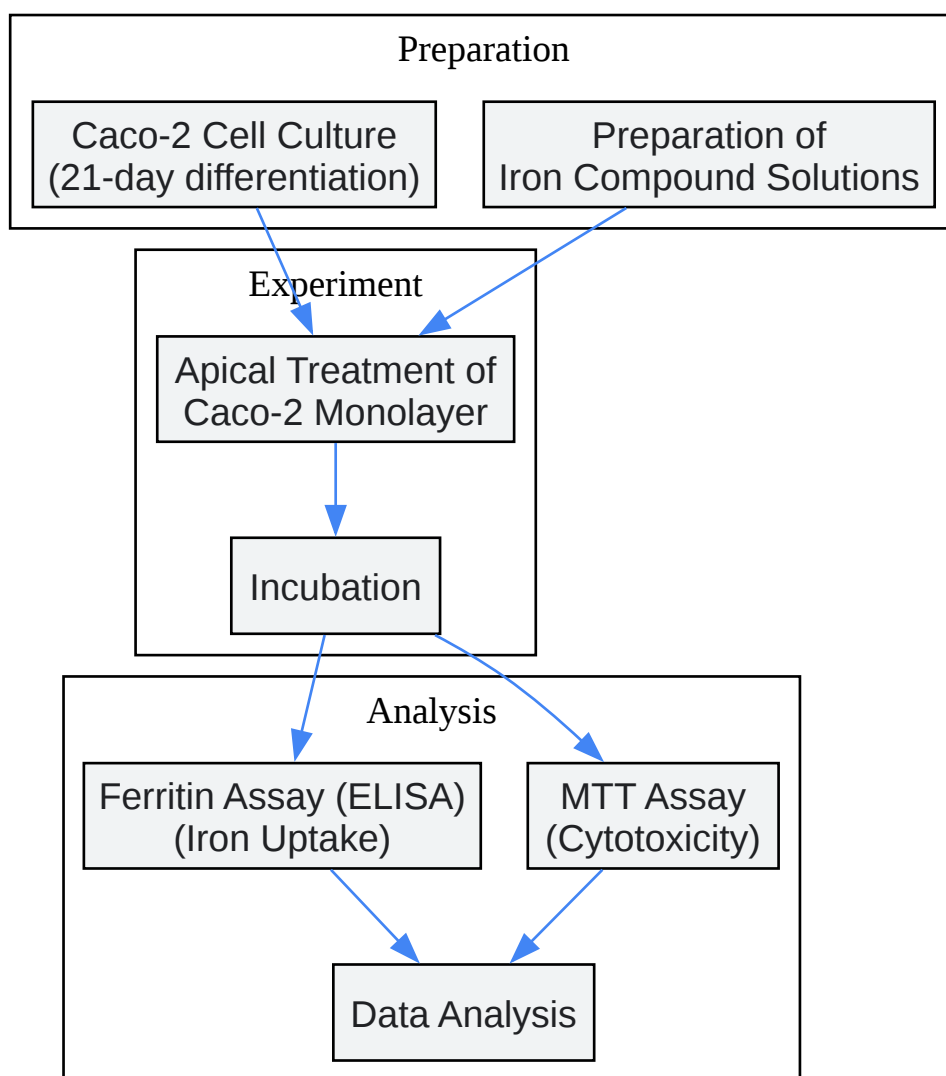 Preparation
Caco-2 Cell Culture
(21-day differentiation)
Preparation of
Iron Compound Solutions
Experiment
Apical Treatment of
Caco-2 Monolayer
Incubation
Analysis
Ferritin Assay (ELISA)
(Iron Uptake)
MTT Assay
(Cytotoxicity)
Data Analysis